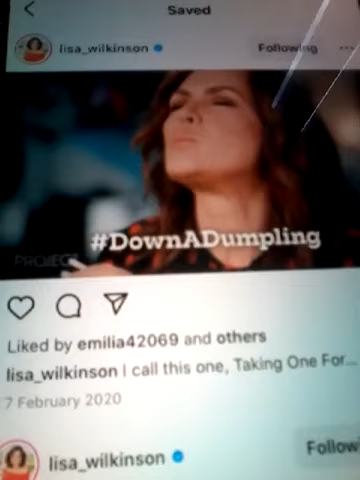 Saved
lisa_wilkinson
Following
#DownADumpling
PROJECT
Liked by emilia42069 and others
lisa_wilkinson I call this one, Taking One For...
7 February 2020
lisa_wilkinson
Follow